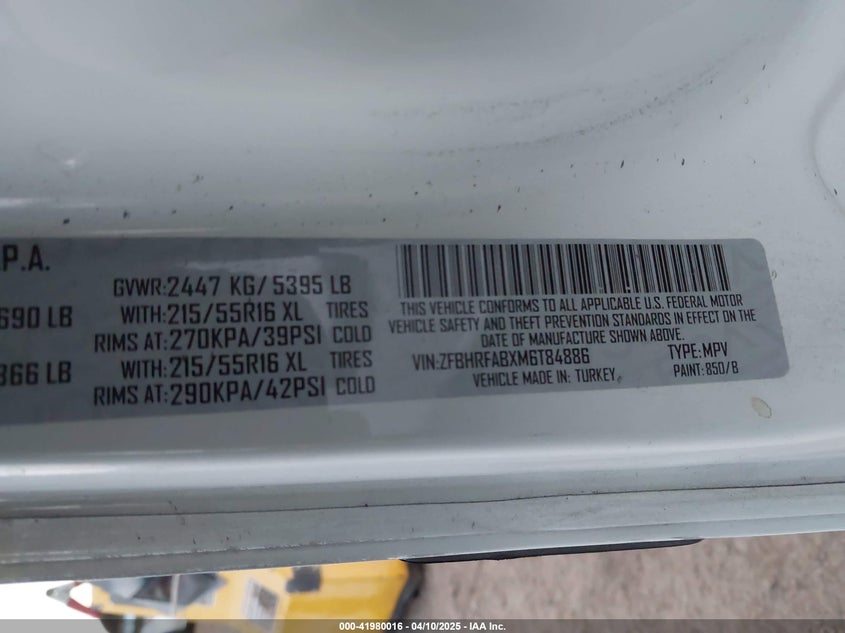 .P.A.
GVWR:2447 KG/ 5395 LB
690 LB WITH:215/55R16 XL TIRES
RIMS AT:270KPA/39PSI COLD
866 LB WITH:215/55R16 XL TIRES
RIMS AT:290KPA/42PSI COLD
THIS VEHICLE CONFORMS TO ALL APPLICABLE U.S. FEDERAL MOTOR
VEHICLE SAFETY AND THEFT PREVENTION STANDARDS IN EFFECT ON THE
DATE OF MANUFACTURE SHOWN ABOVE.
VIN:ZFBHRFABXM6T84886 TYPE: MPV
VEHICLE MADE IN: TURKEY PAINT: 850/B
000-41980016 - 04/10/2025 - IAA Inc.